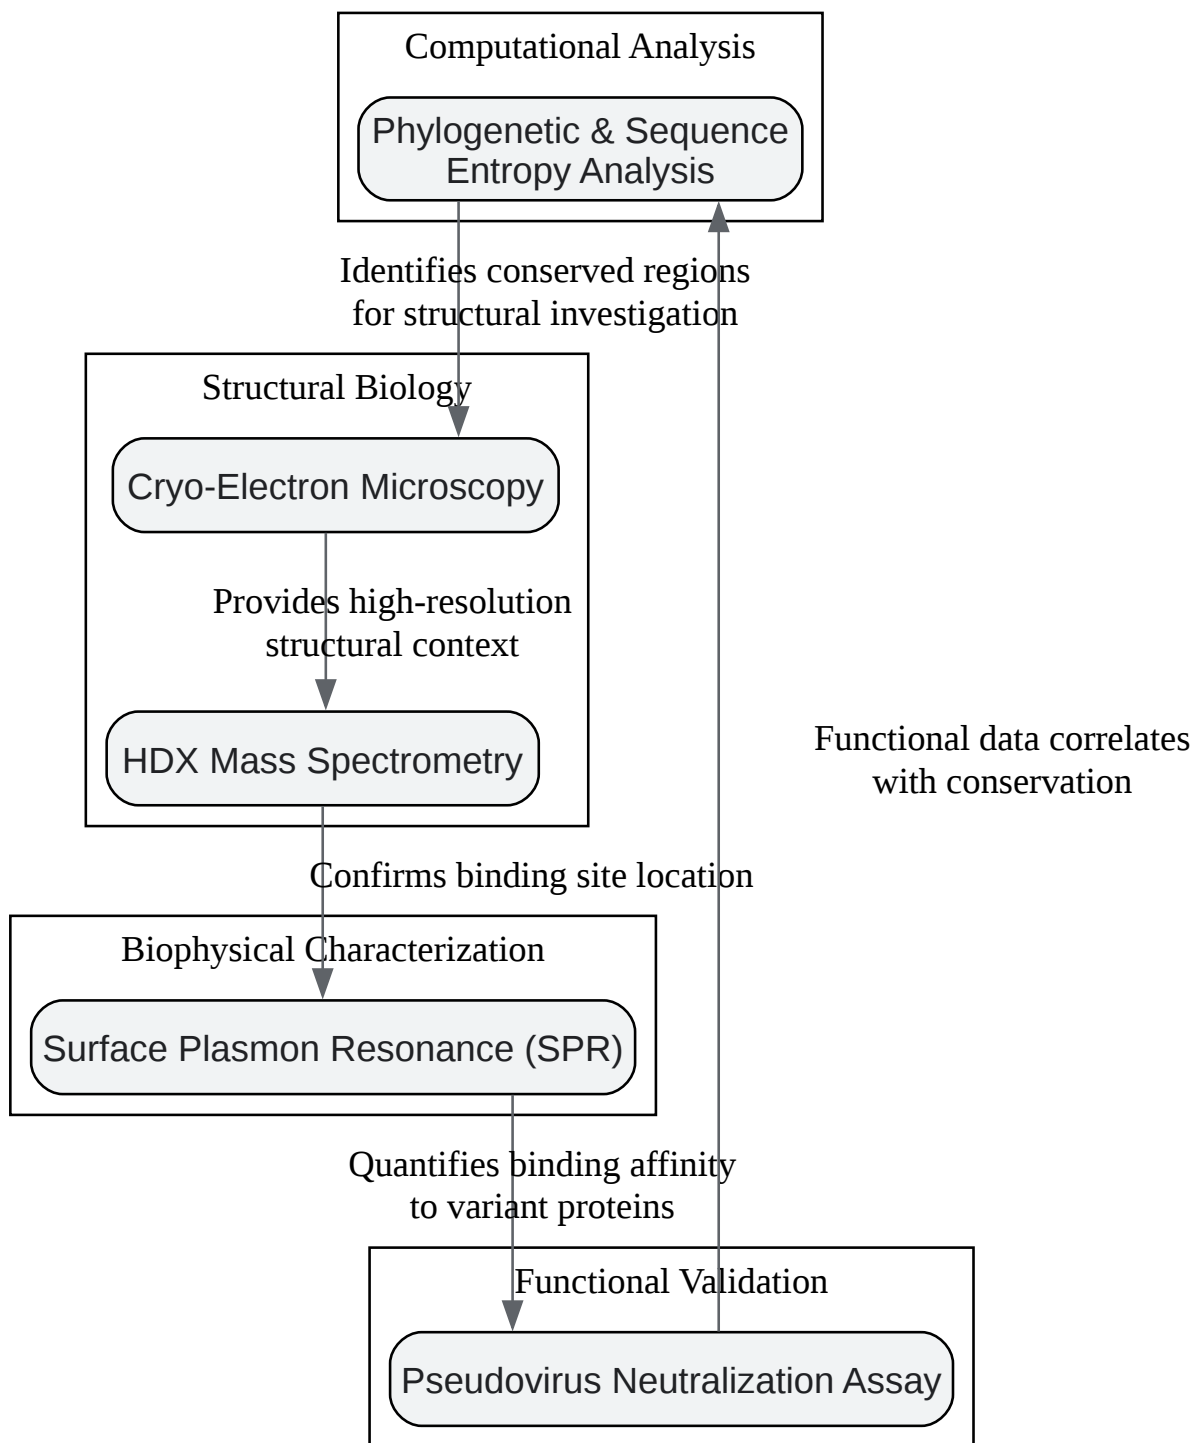 Computational Analysis
Phylogenetic & Sequence
Entropy Analysis
Identifies conserved regions
for structural investigation
Structural Biology
Cryo-Electron Microscopy
Provides high-resolution
structural context
HDX Mass Spectrometry
Functional data correlates
with conservation
Confirms binding site location
Biophysical Characterization
Surface Plasmon Resonance (SPR)
Quantifies binding affinity
to variant proteins
Functional Validation
Pseudovirus Neutralization Assay